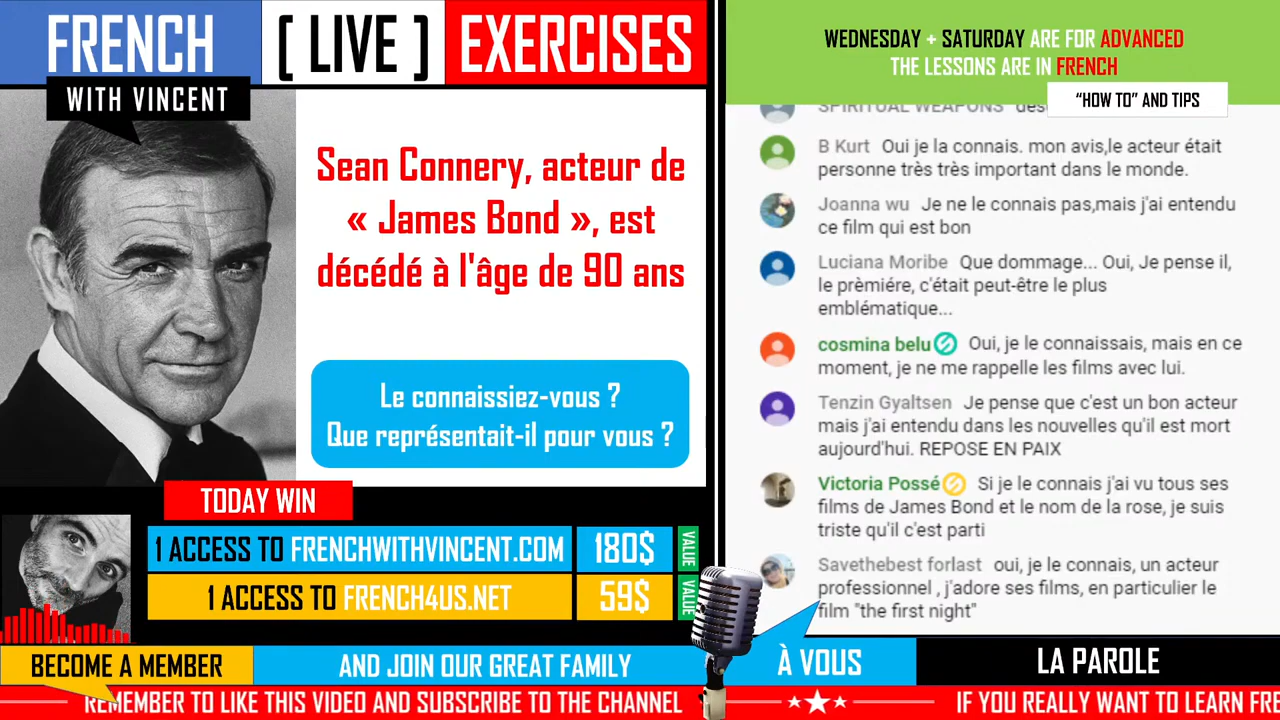 FRENCH
[ LIVE ]
EXERCISES
WITH VINCENT
Sean Connery, acteur de
« James Bond », est
décédé à l'âge de 90 ans
Le connaissiez-vous ?
Que représentait-il pour vous ?
TODAY WIN
1 ACCESS TO FRENCHWITHVINCENT.COM
180$
VALUE
1 ACCESS TO FRENCH4US.NET
59$
VALUE
BECOME A MEMBER
AND JOIN OUR GREAT FAMILY
WEDNESDAY + SATURDAY ARE FOR ADVANCED
THE LESSONS ARE IN FRENCH
“HOW TO” AND TIPS
SPIRITUAL WEAPONS
B Kurt Oui je la connais. mon avis,le acteur était
personne très très important dans le monde.
Joanna wu Je ne le connais pas,mais j'ai entendu
ce film qui est bon
Luciana Moribe Que dommage... Oui, Je pense il,
le prèmiére, c'était peut-être le plus
emblématique...
cosmina belu Oui, je le connaissais, mais en ce
moment, je ne me rappelle les films avec lui.
Tenzin Gyaltsen Je pense que c'est un bon acteur
mais j'ai entendu dans les nouvelles qu'il est mort
aujourd'hui. REPOSE EN PAIX
Victoria Possé Si je le connais j'ai vu tous ses
films de James Bond et le nom de la rose, je suis
triste qu'il c'est parti
Savethebest forlast oui, je le connais, un acteur
professionnel , j'adore ses films, en particulier le
film "the first night"
À VOUS
LA PAROLE
REMEMBER TO LIKE THIS VIDEO AND SUBSCRIBE TO THE CHANNEL
IF YOU REALLY WANT TO LEARN FRE